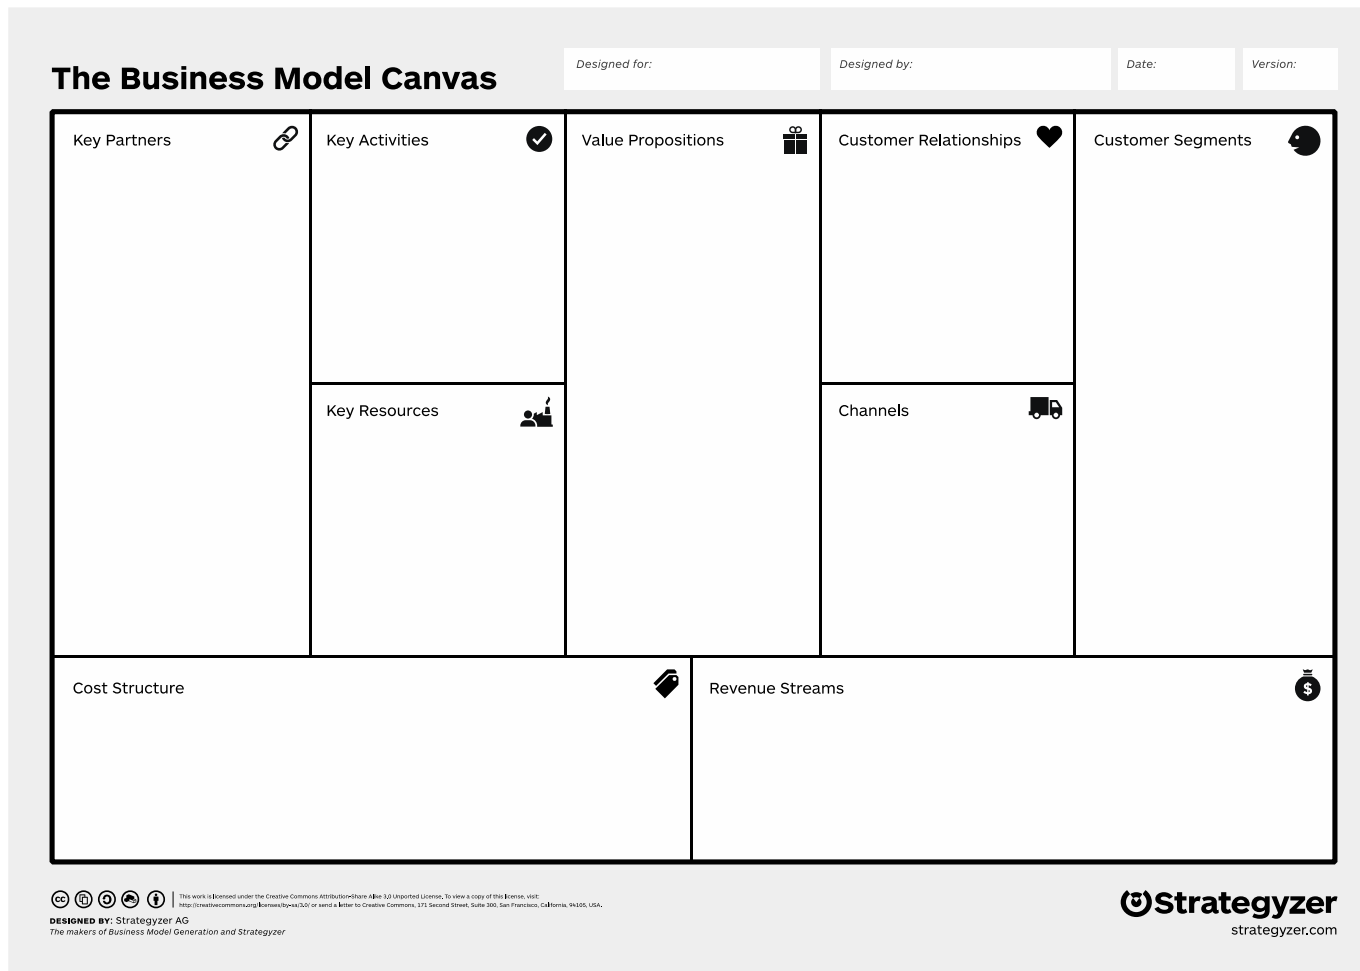 The Business Model Canvas
Designed for:
Designed by:
Date:
Version:
Key Partners
Key Activities
Value Propositions
Customer Relationships
Customer Segments
Key Resources
Channels
Cost Structure
Revenue Streams
$
cc
This work is licensed under the Creative Commons Attribution-Share Alike 3.0 Unported License. To view a copy of this license, visit:
http://creativecommons.org/licenses/by-sa/3.0/ or send a letter to Creative Commons, 171 Second Street, Suite 300, San Francisco, California, 94105, USA.
DESIGNED BY: Strategyzer AG
The makers of Business Model Generation and Strategyzer
Strategyzer
strategyzer.com